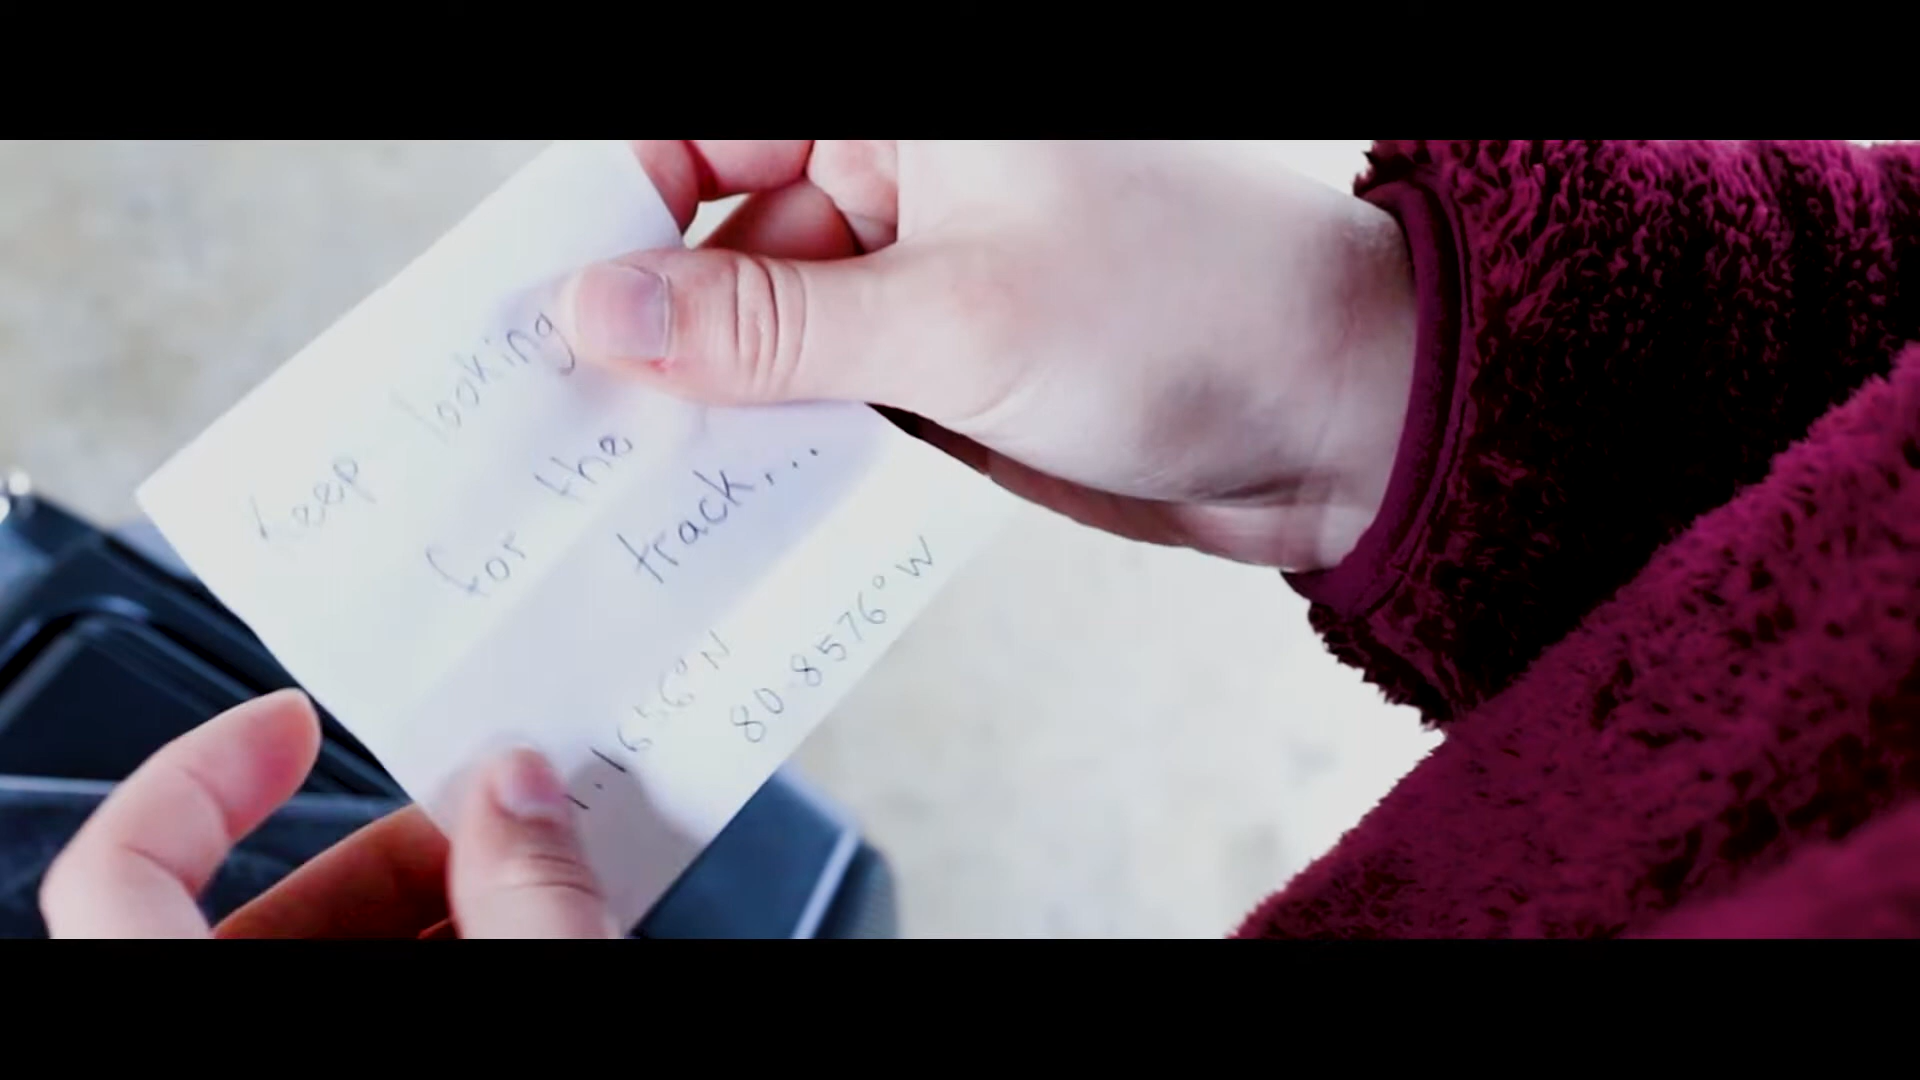 keep looking
for the
track...
1.1656°N
80.8576°W